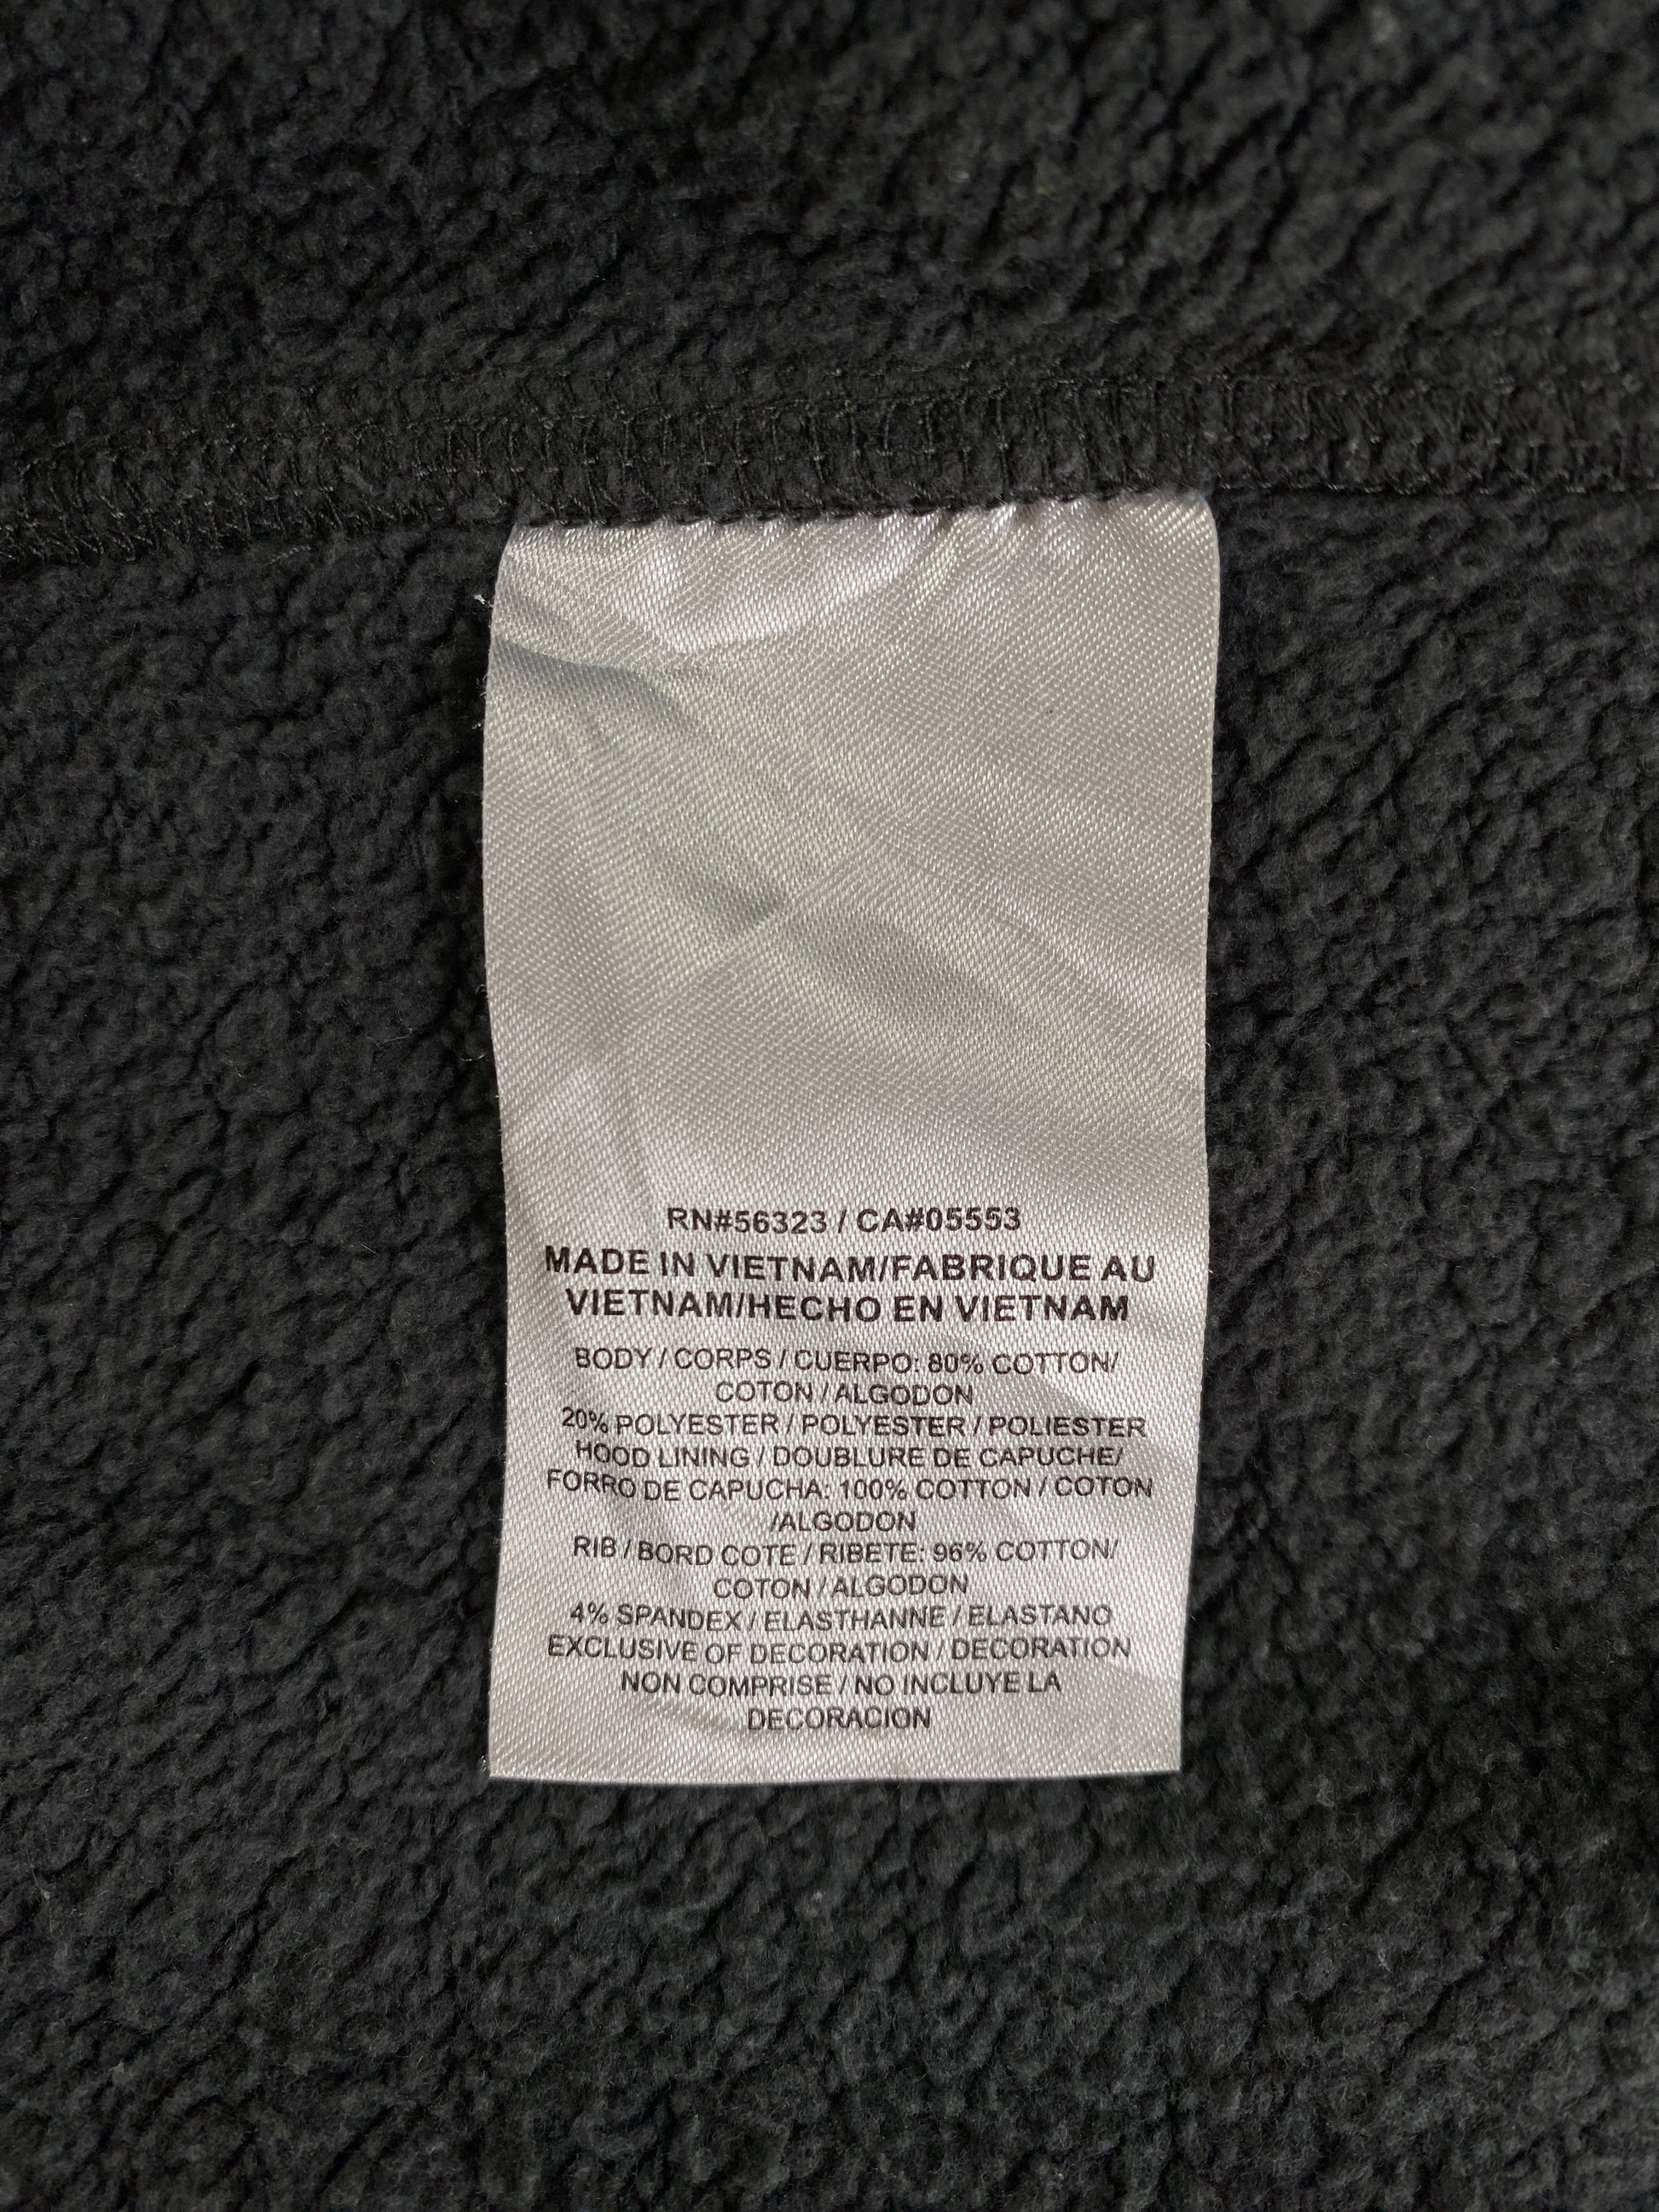 RN#56323 / CA#05553
MADE IN VIETNAM/FABRIQUE AU
VIETNAM/HECHO EN VIETNAM
BODY / CORPS / CUERPO: 80% COTTON/
COTON / ALGODON
20% POLYESTER / POLYESTER / POLIESTER
HOOD LINING / DOUBLURE DE CAPUCHE/
FORRO DE CAPUCHA: 100% COTTON / COTON
/ALGODON
RIB / BORD COTE / RIBETE: 96% COTTON/
COTON / ALGODON
4% SPANDEX / ELASTHANNE / ELASTANO
EXCLUSIVE OF DECORATION / DECORATION
NON COMPRISE / NO INCLUYE LA
DECORACION